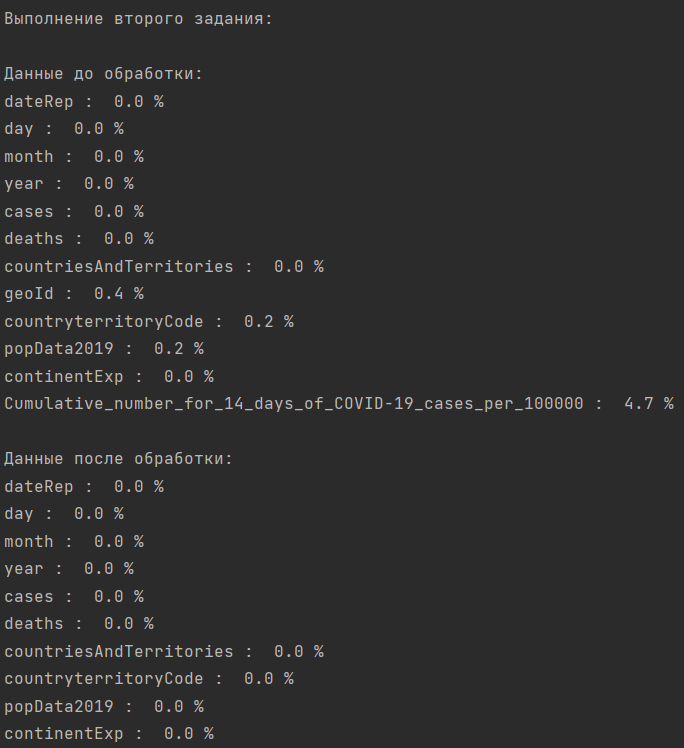 Выполнение второго задания:
Данные до обработки:
dateRep :  0.0 %
day :  0.0 %
month :  0.0 %
year :  0.0 %
cases :  0.0 %
deaths :  0.0 %
countriesAndTerritories :  0.0 %
geoId :  0.4 %
countryterritoryCode :  0.2 %
popData2019 :  0.2 %
continentExp :  0.0 %
Cumulative_number_for_14_days_of_COVID-19_cases_per_100000 :  4.7 %
Данные после обработки:
dateRep :  0.0 %
day :  0.0 %
month :  0.0 %
year :  0.0 %
cases :  0.0 %
deaths :  0.0 %
countriesAndTerritories :  0.0 %
countryterritoryCode :  0.0 %
popData2019 :  0.0 %
continentExp :  0.0 %